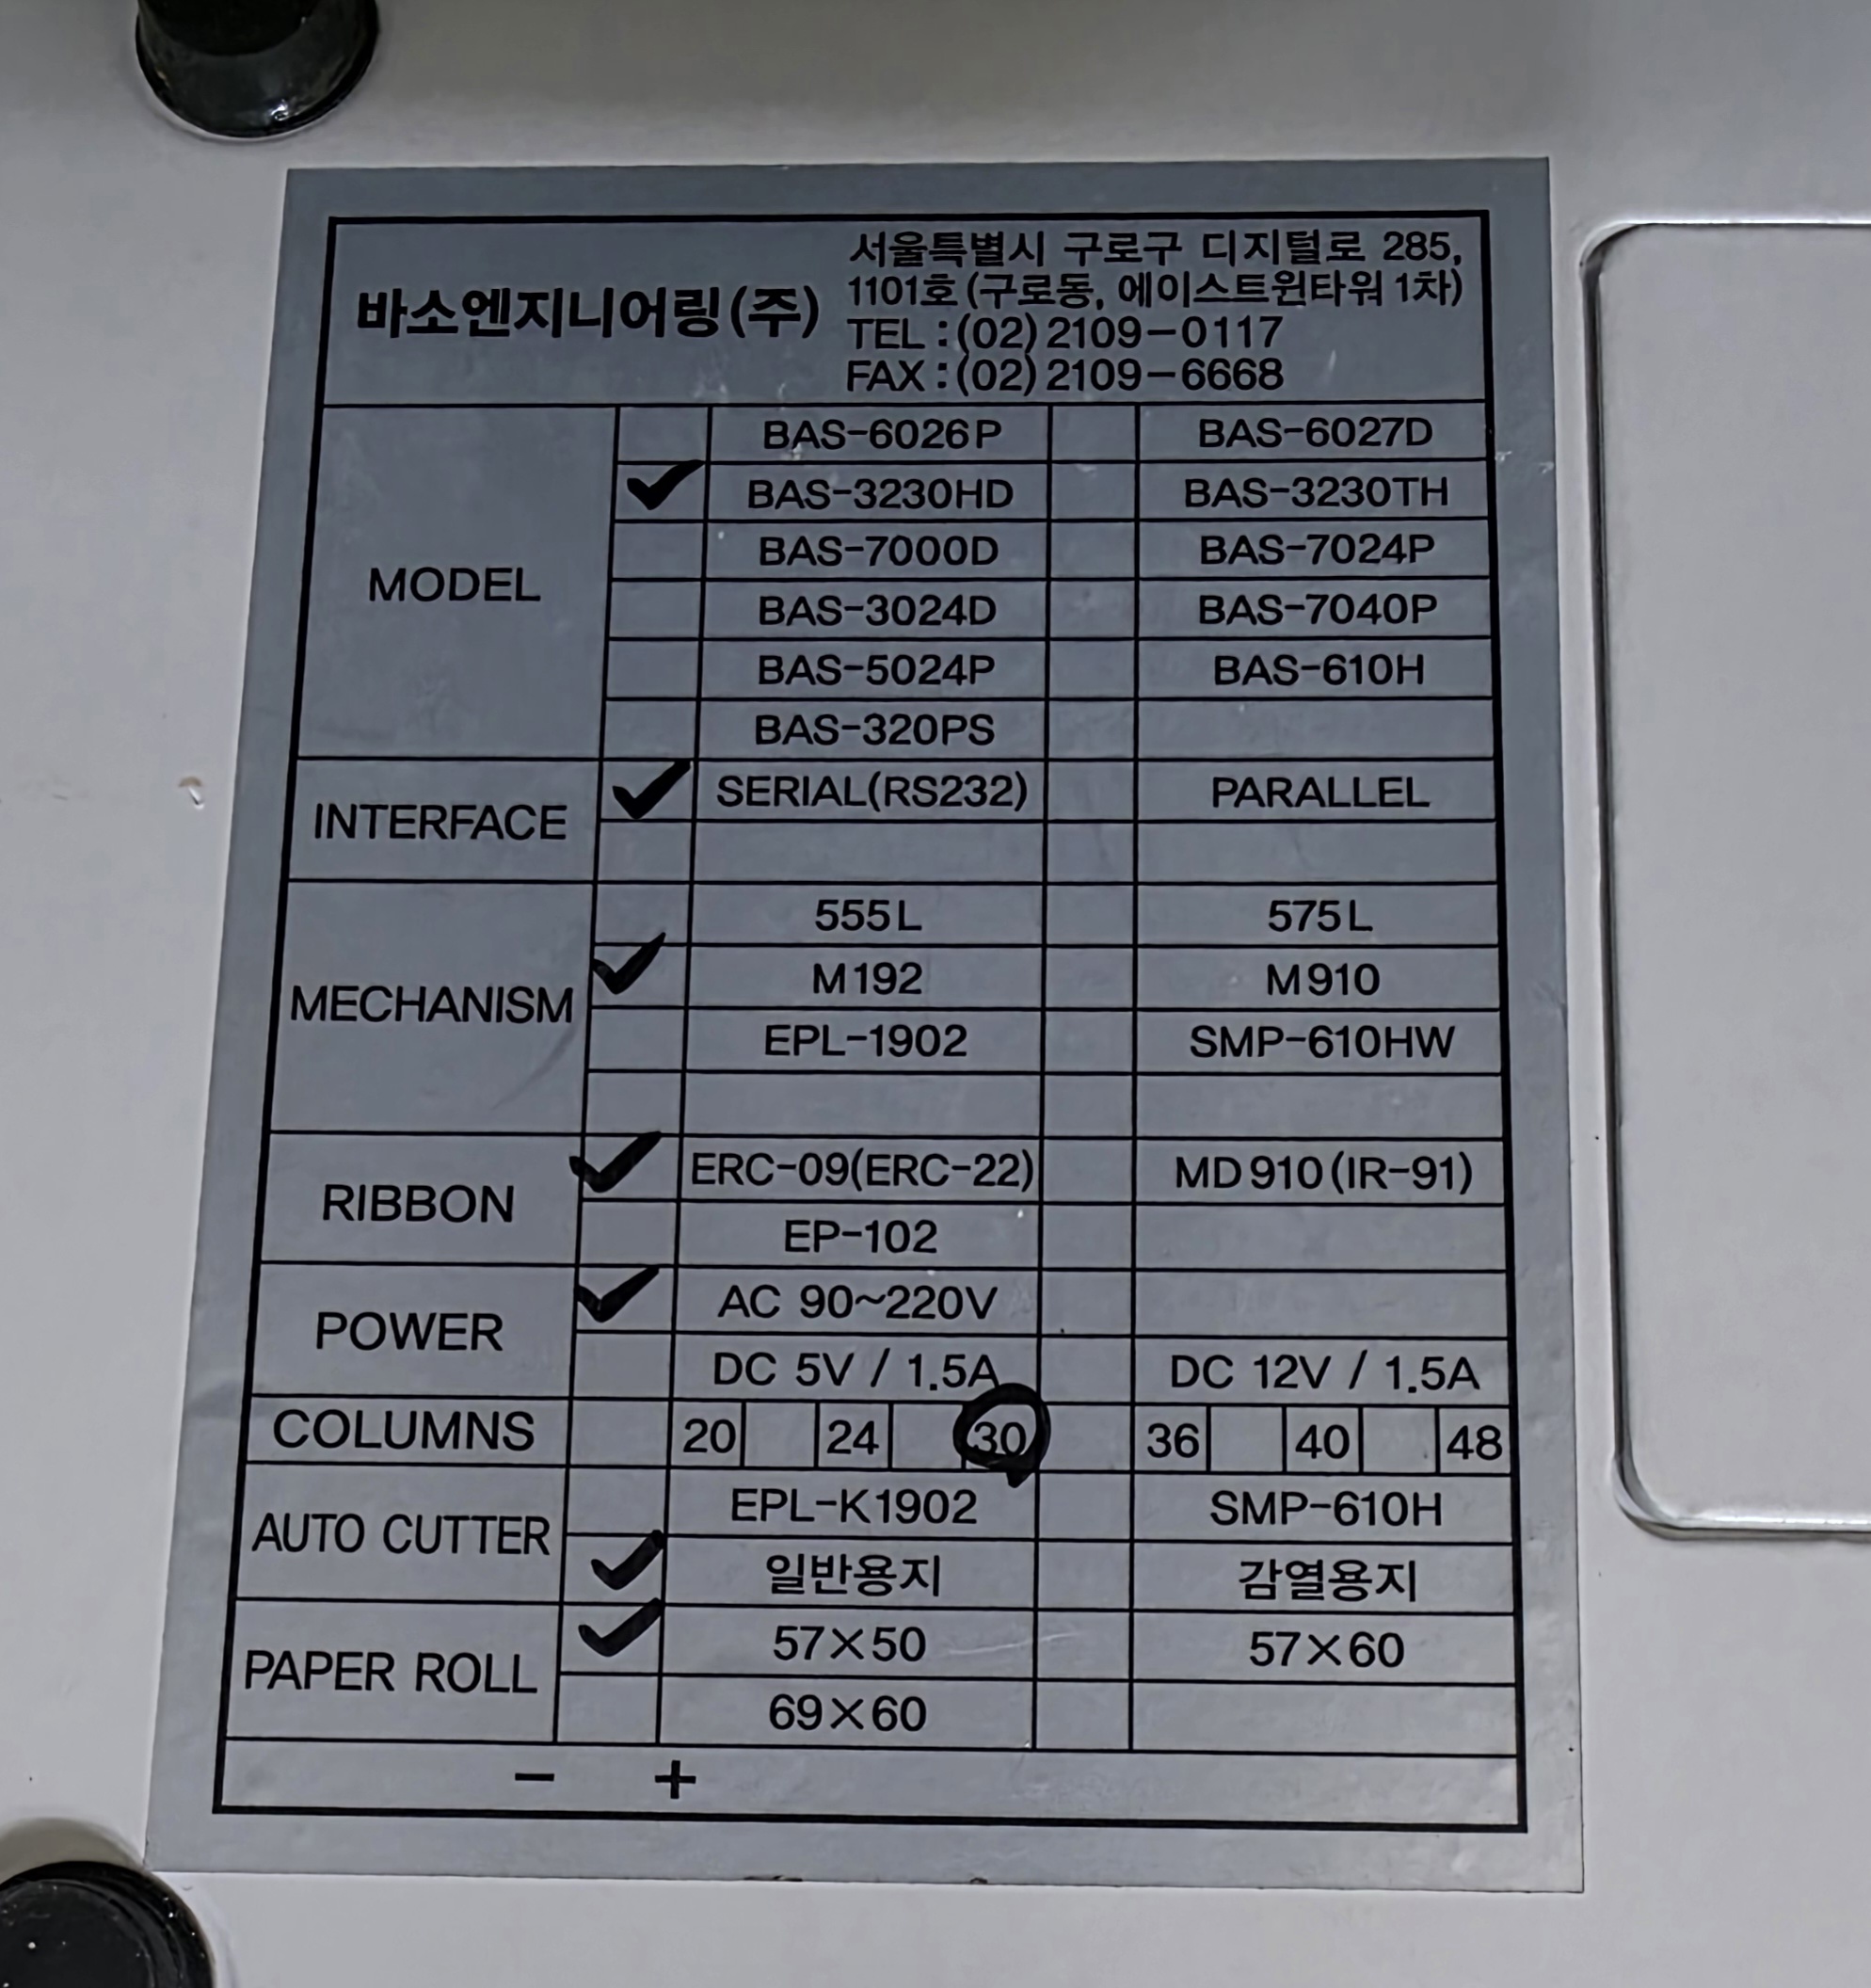 바소엔지니어링(주)
서울특별시 구로구 디지털로 285,
1101호 (구로동, 에이스트윈타워 1차)
TEL : (02) 2109-0117
FAX : (02) 2109-6668
MODEL
BAS-6026P BAS-6027D
✓ BAS-3230HD BAS-3230TH
BAS-7000D BAS-7024P
BAS-3024D BAS-7040P
BAS-5024P BAS-610H
BAS-320PS
INTERFACE
✓ SERIAL(RS232) PARALLEL
MECHANISM
555L 575L
✓ M192 M910
EPL-1902 SMP-610HW
RIBBON
✓ ERC-09(ERC-22) MD910(IR-91)
EP-102
POWER
✓ AC 90~220V
DC 5V / 1.5A DC 12V / 1.5A
COLUMNS 20 24 30 36 40 48
AUTO CUTTER
EPL-K1902 SMP-610H
✓ 일반용지 감열용지
PAPER ROLL
✓ 57×50 57×60
69×60
− +